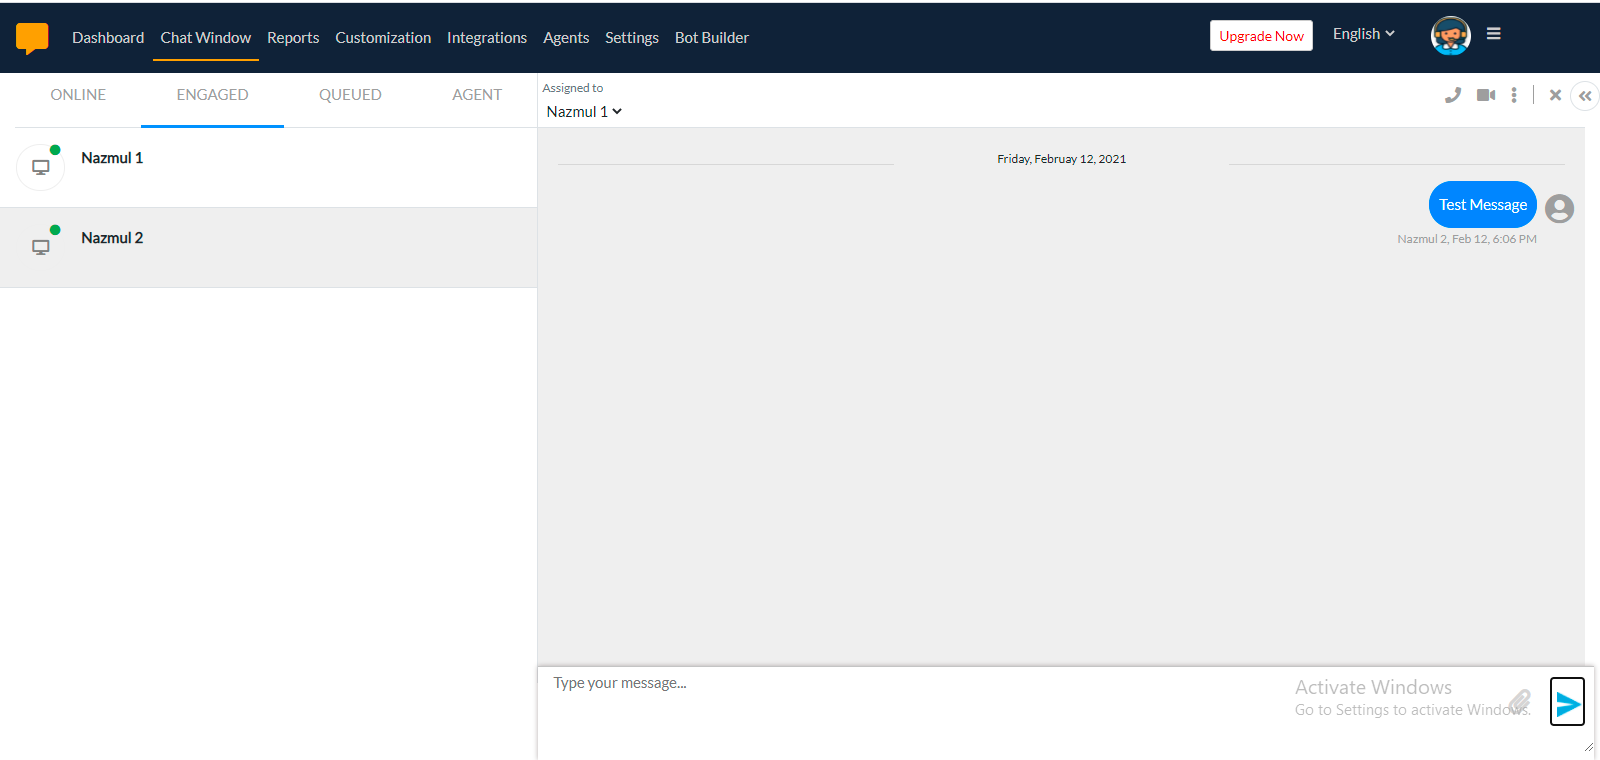 Dashboard Chat Window Reports Customization Integrations Agents Settings Bot Builder Upgrade Now English
ONLINE ENGAGED QUEUED AGENT
Assigned to
Nazmul 1
Nazmul 1
Nazmul 2
Friday, Februay 12, 2021
Test Message
Nazmul 2, Feb 12, 6:06 PM
Type your message...
Activate Windows
Go to Settings to activate Windows.